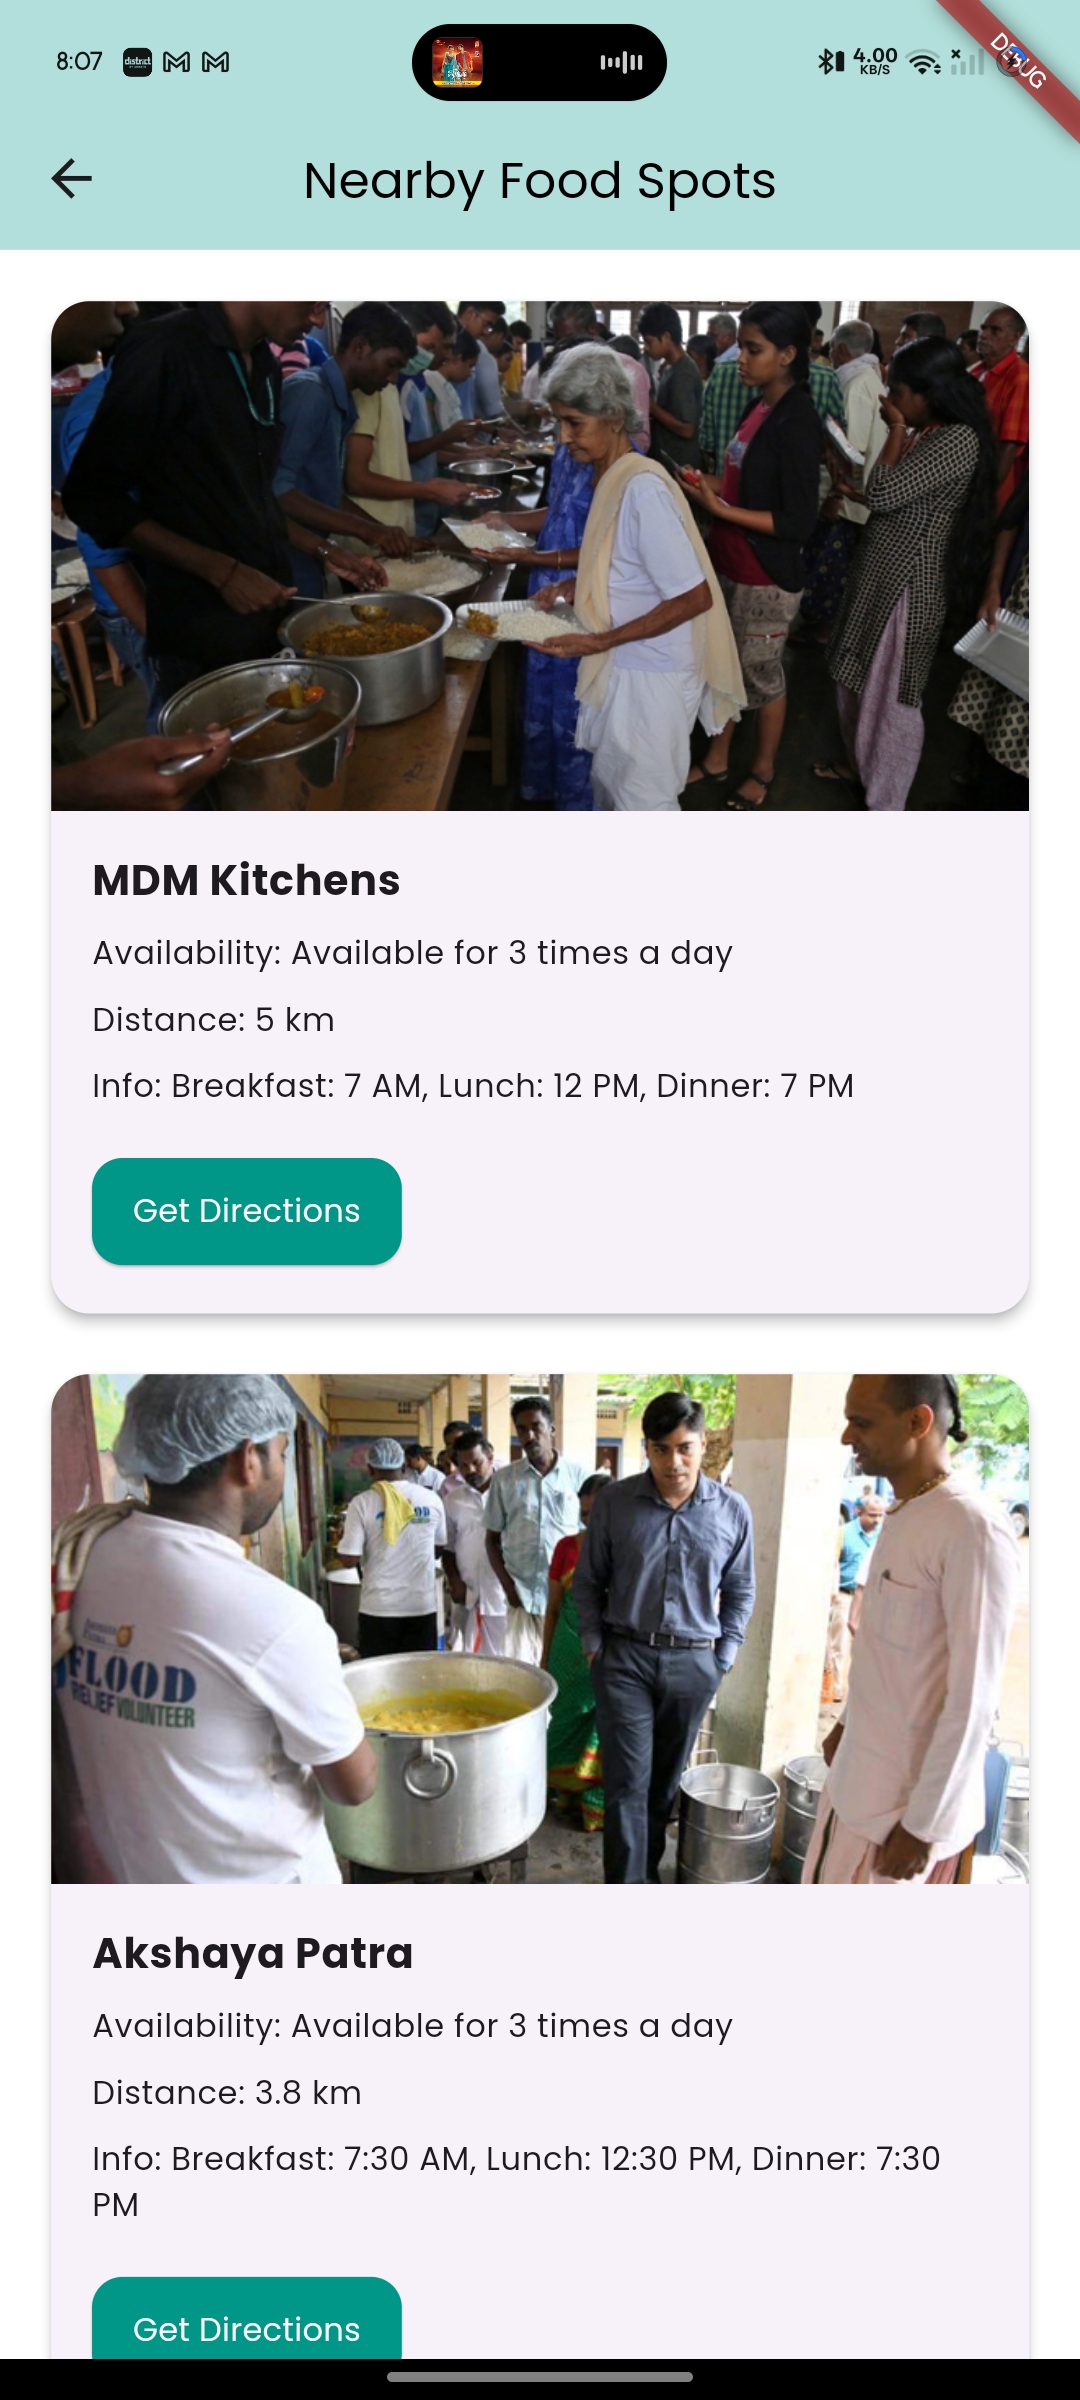 8:07
district
4.00
KB/S
DEBUG
Nearby Food Spots
MDM Kitchens
Availability: Available for 3 times a day
Distance: 5 km
Info: Breakfast: 7 AM, Lunch: 12 PM, Dinner: 7 PM
Get Directions
FLOOD
RELIEF VOLUNTEER
Akshaya Patra
Availability: Available for 3 times a day
Distance: 3.8 km
Info: Breakfast: 7:30 AM, Lunch: 12:30 PM, Dinner: 7:30
PM
Get Directions